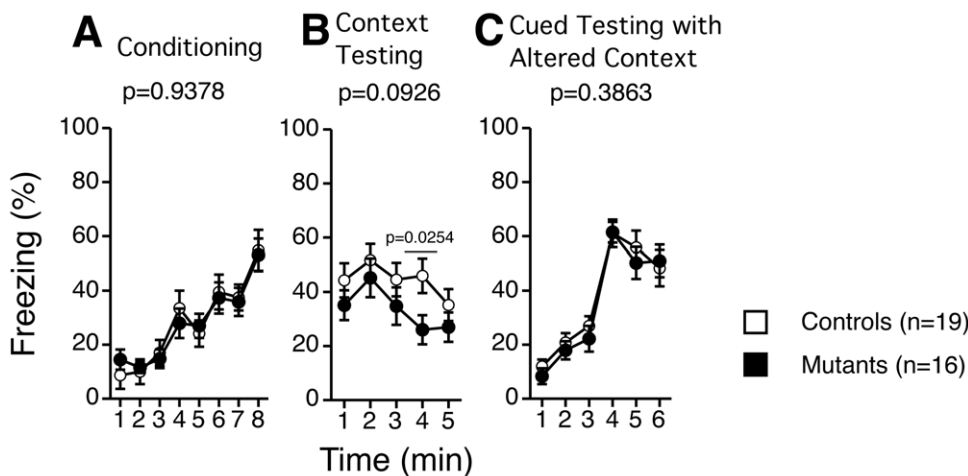 A Conditioning
p=0.9378
B Context
Testing
p=0.0926
C Cued Testing with
Altered Context
p=0.3863
Freezing (%)
100
80
60
40
20
0
1 2 3 4 5 6 7 8
100
80
60
40
20
0
p=0.0254
1 2 3 4 5
100
80
60
40
20
0
1 2 3 4 5 6
Time (min)
Controls (n=19)
Mutants (n=16)